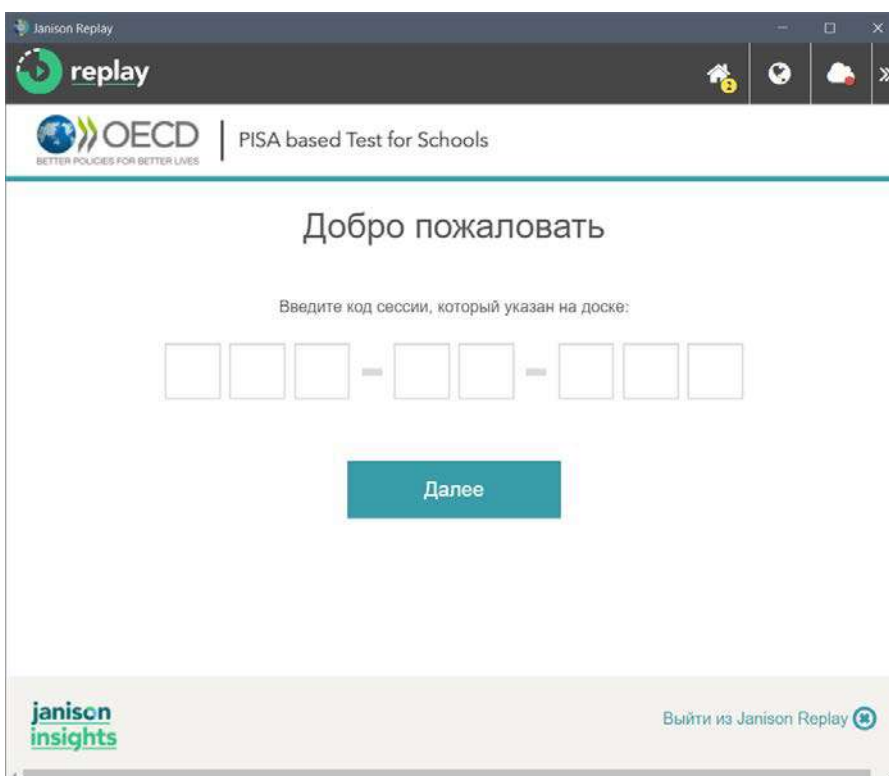 Janison Replay
replay
OECD
BETTER POLICIES FOR BETTER LIVES
PISA based Test for Schools
Добро пожаловать
Введите код сессии, который указан на доске:
Далее
janison
insights
Выйти из Janison Replay